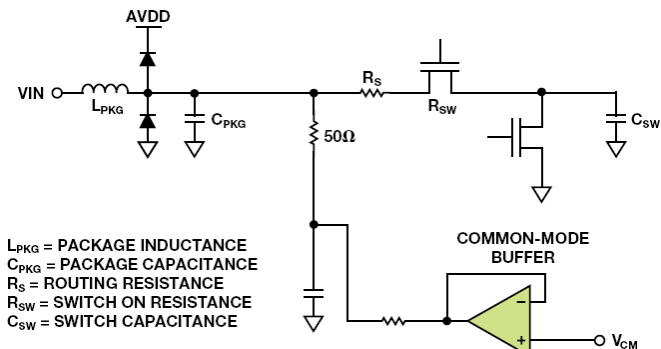 AVDD
VIN
LPKG
CPKG
RS
RSW
CSW
50Ω
LPKG = PACKAGE INDUCTANCE
CPKG = PACKAGE CAPACITANCE
RS = ROUTING RESISTANCE
RSW = SWITCH ON RESISTANCE
CSW = SWITCH CAPACITANCE
COMMON-MODE
BUFFER
−
+
VCM